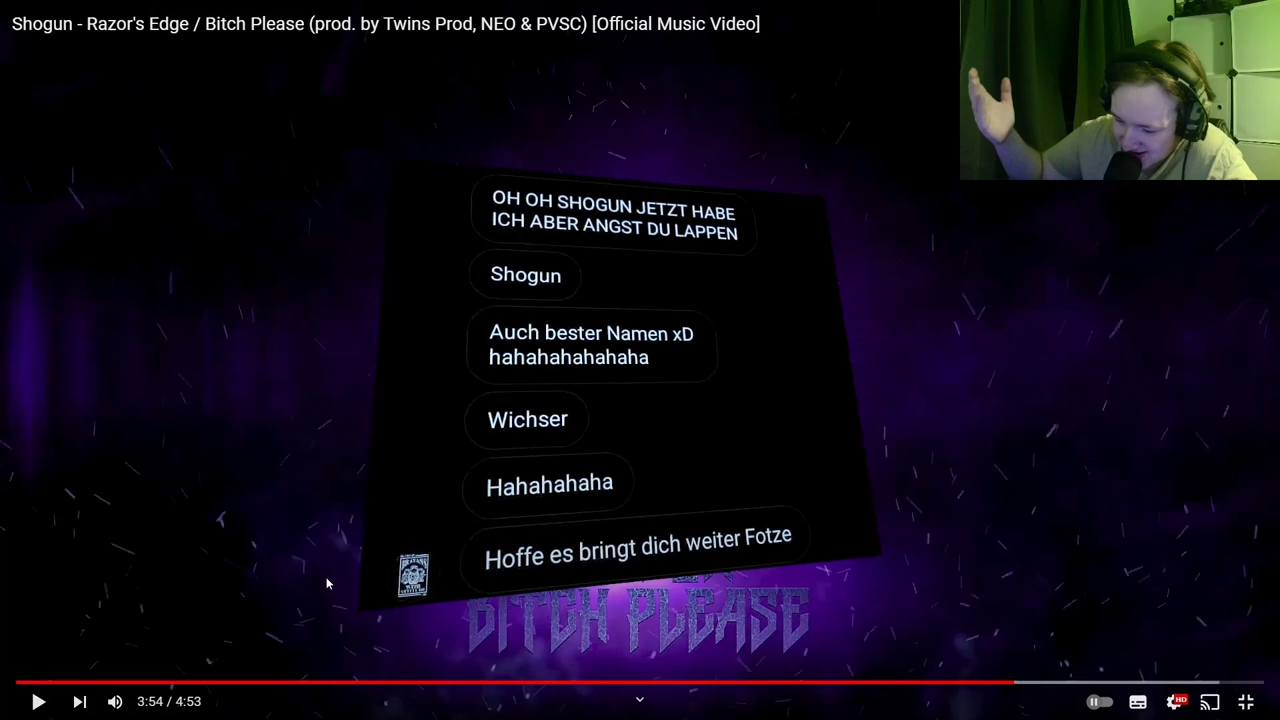 Shogun - Razor's Edge / Bitch Please (prod. by Twins Prod, NEO & PVSC) [Official Music Video]
OH OH SHOGUN JETZT HABE
ICH ABER ANGST DU LAPPEN
Shogun
Auch bester Namen xD
hahahahahahaha
Wichser
Hahahahaha
Hoffe es bringt dich weiter Fotze
BITCH PLEASE
3:54 / 4:53
HD